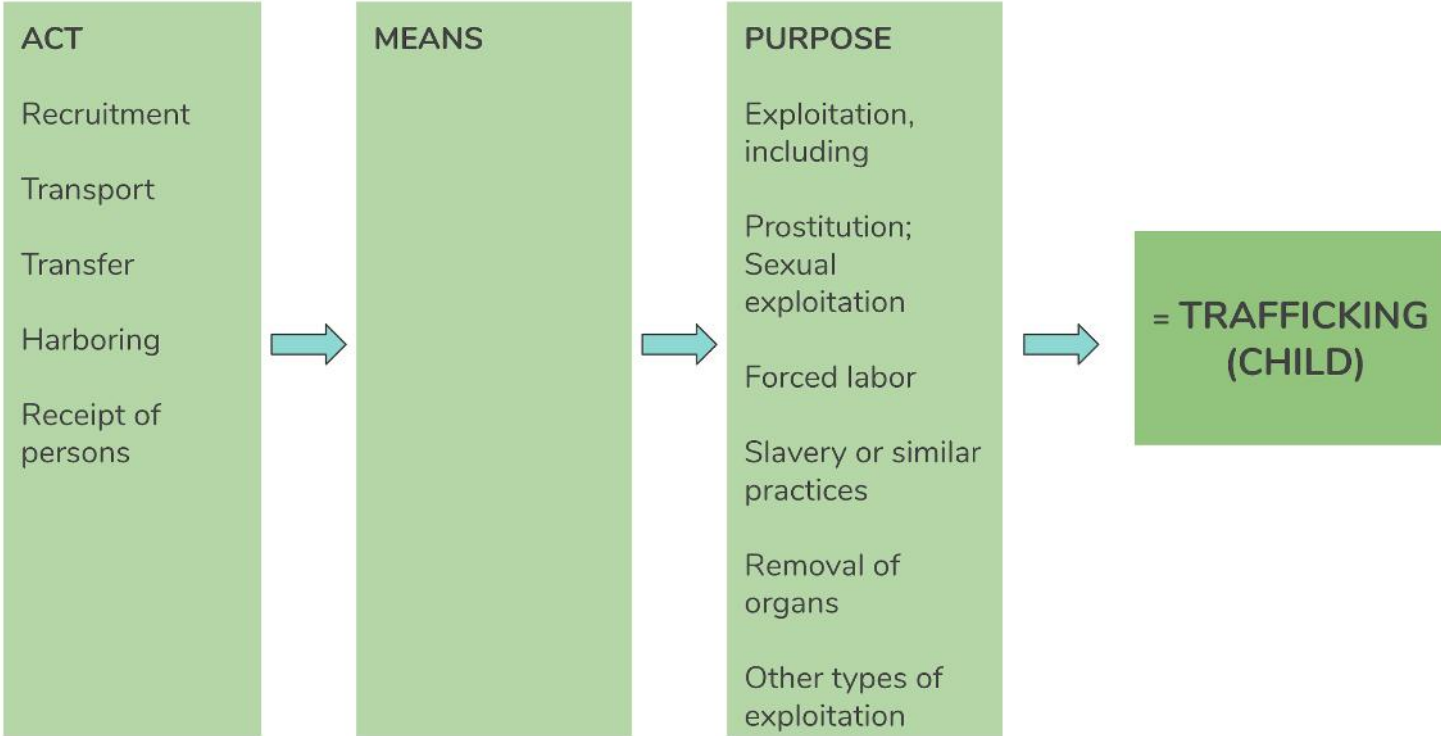 ACT
Recruitment
Transport
Transfer
Harboring
Receipt of
persons
MEANS
PURPOSE
Exploitation,
including
Prostitution;
Sexual
exploitation
Forced labor
Slavery or similar
practices
Removal of
organs
Other types of
exploitation
= TRAFFICKING
(CHILD)